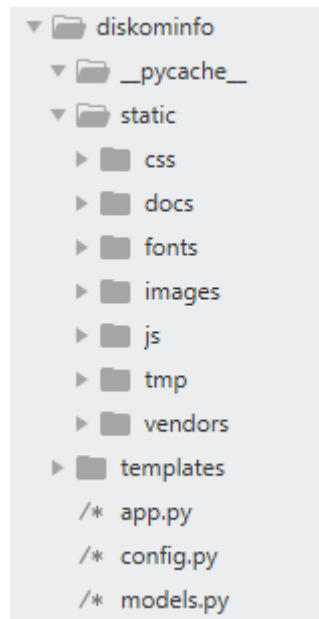 diskominfo
__pycache__
static
css
docs
fonts
images
js
tmp
vendors
templates
/* app.py
/* config.py
/* models.py